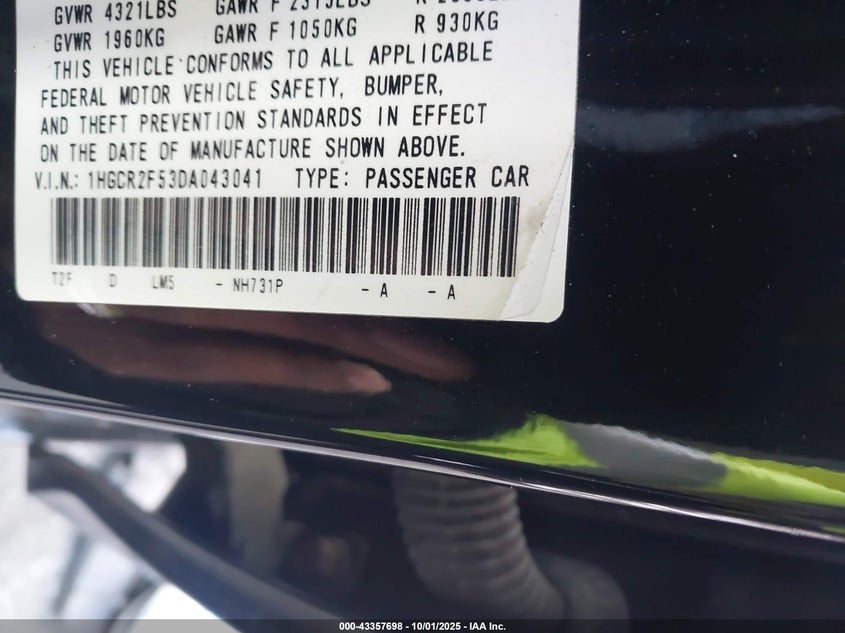 GVWR 4321LBS GAWR F 2315LBS R
GVWR 1960KG GAWR F 1050KG R 930KG
THIS VEHICLE CONFORMS TO ALL APPLICABLE
FEDERAL MOTOR VEHICLE SAFETY, BUMPER,
AND THEFT PREVENTION STANDARDS IN EFFECT
ON THE DATE OF MANUFACTURE SHOWN ABOVE.
V.I.N.: 1HGCR2F53DA043041 TYPE: PASSENGER CAR
T2F D LM5 - NH731P - A - A
000-43357698 - 10/01/2025 - IAA Inc.